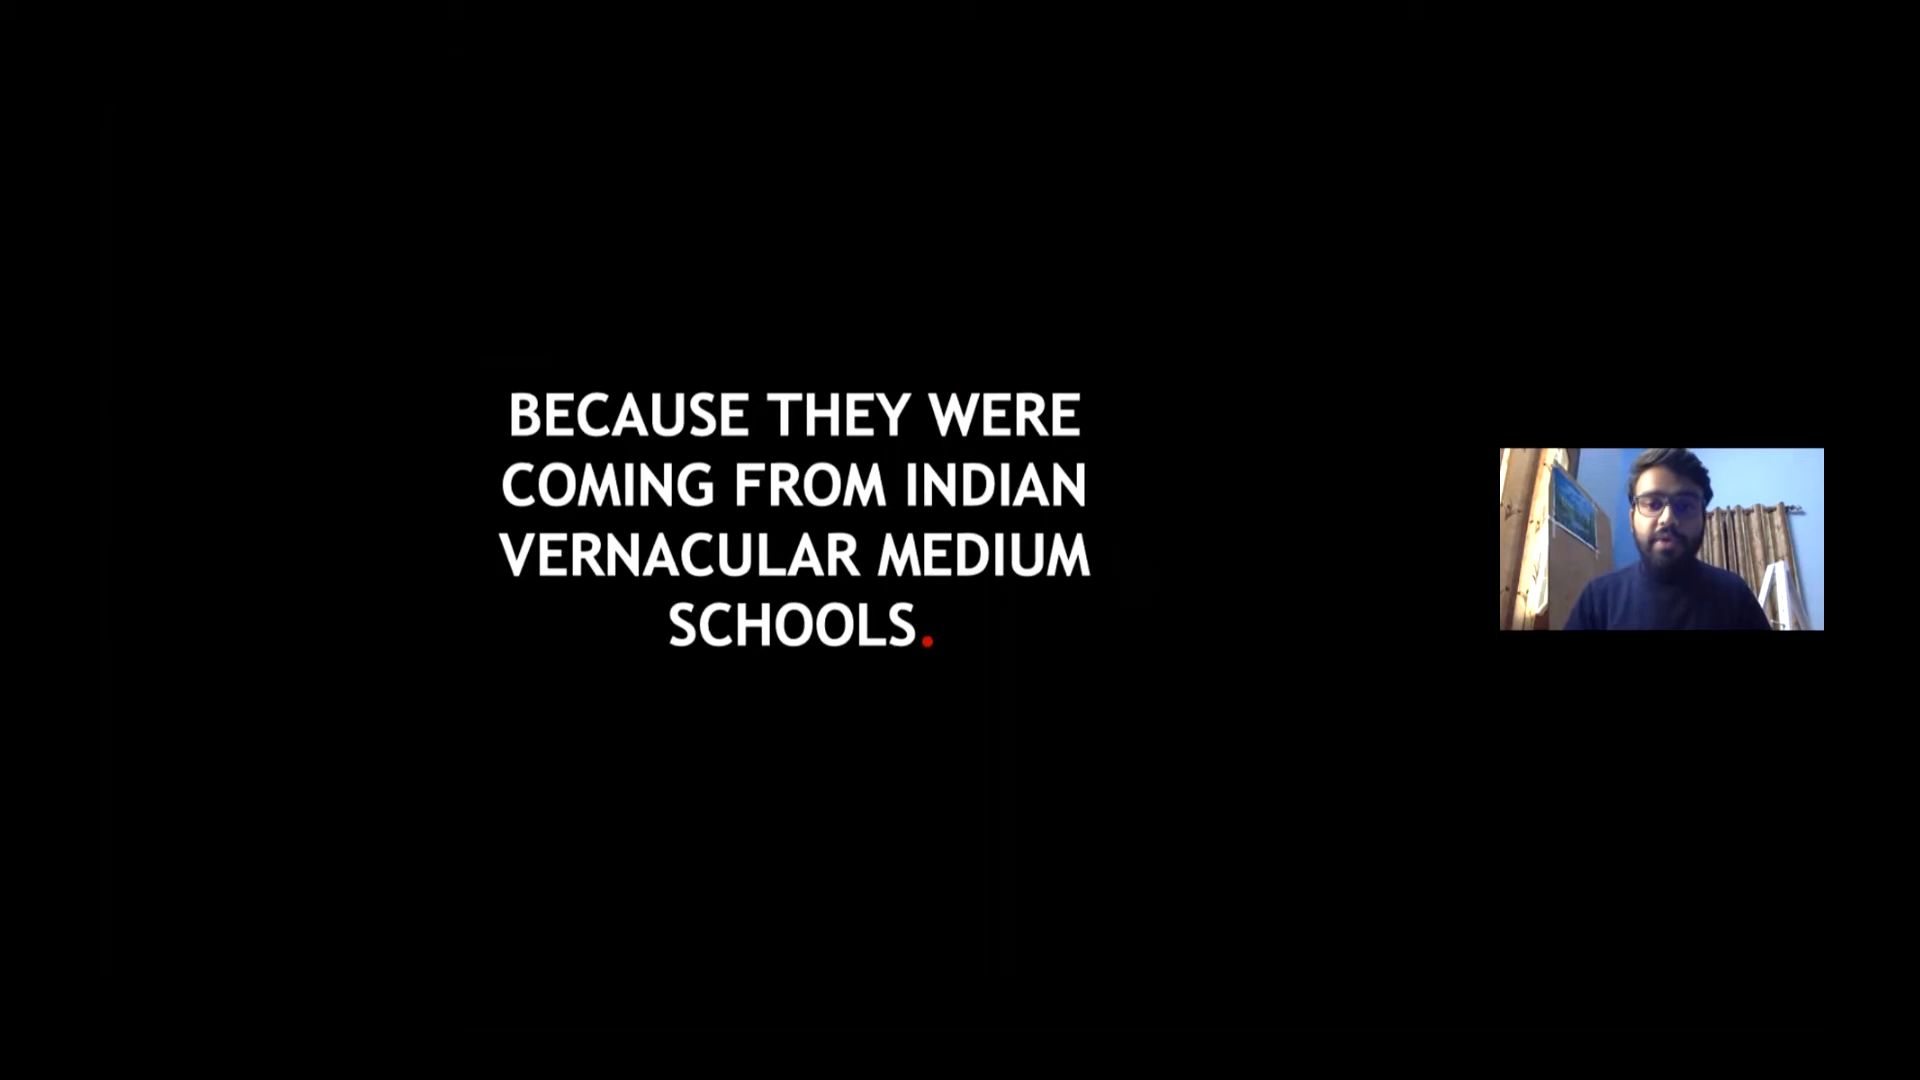 BECAUSE THEY WERE
COMING FROM INDIAN
VERNACULAR MEDIUM
SCHOOLS.